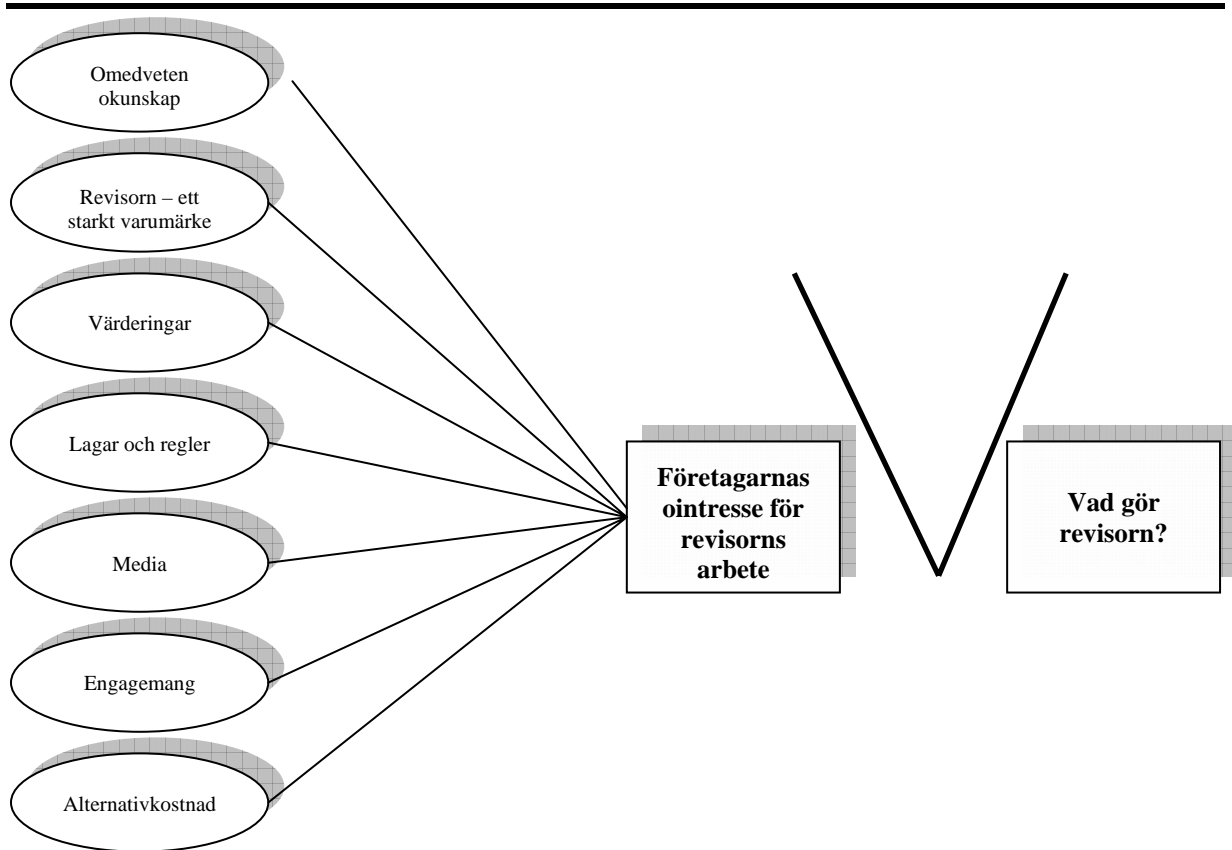 Omedveten
okunskap
Revisorn – ett
starkt varumärke
Värderingar
Lagar och regler
Media
Engagemang
Alternativkostnad
Företagarnas
ointresse för
revisorns
arbete
Vad gör
revisorn?